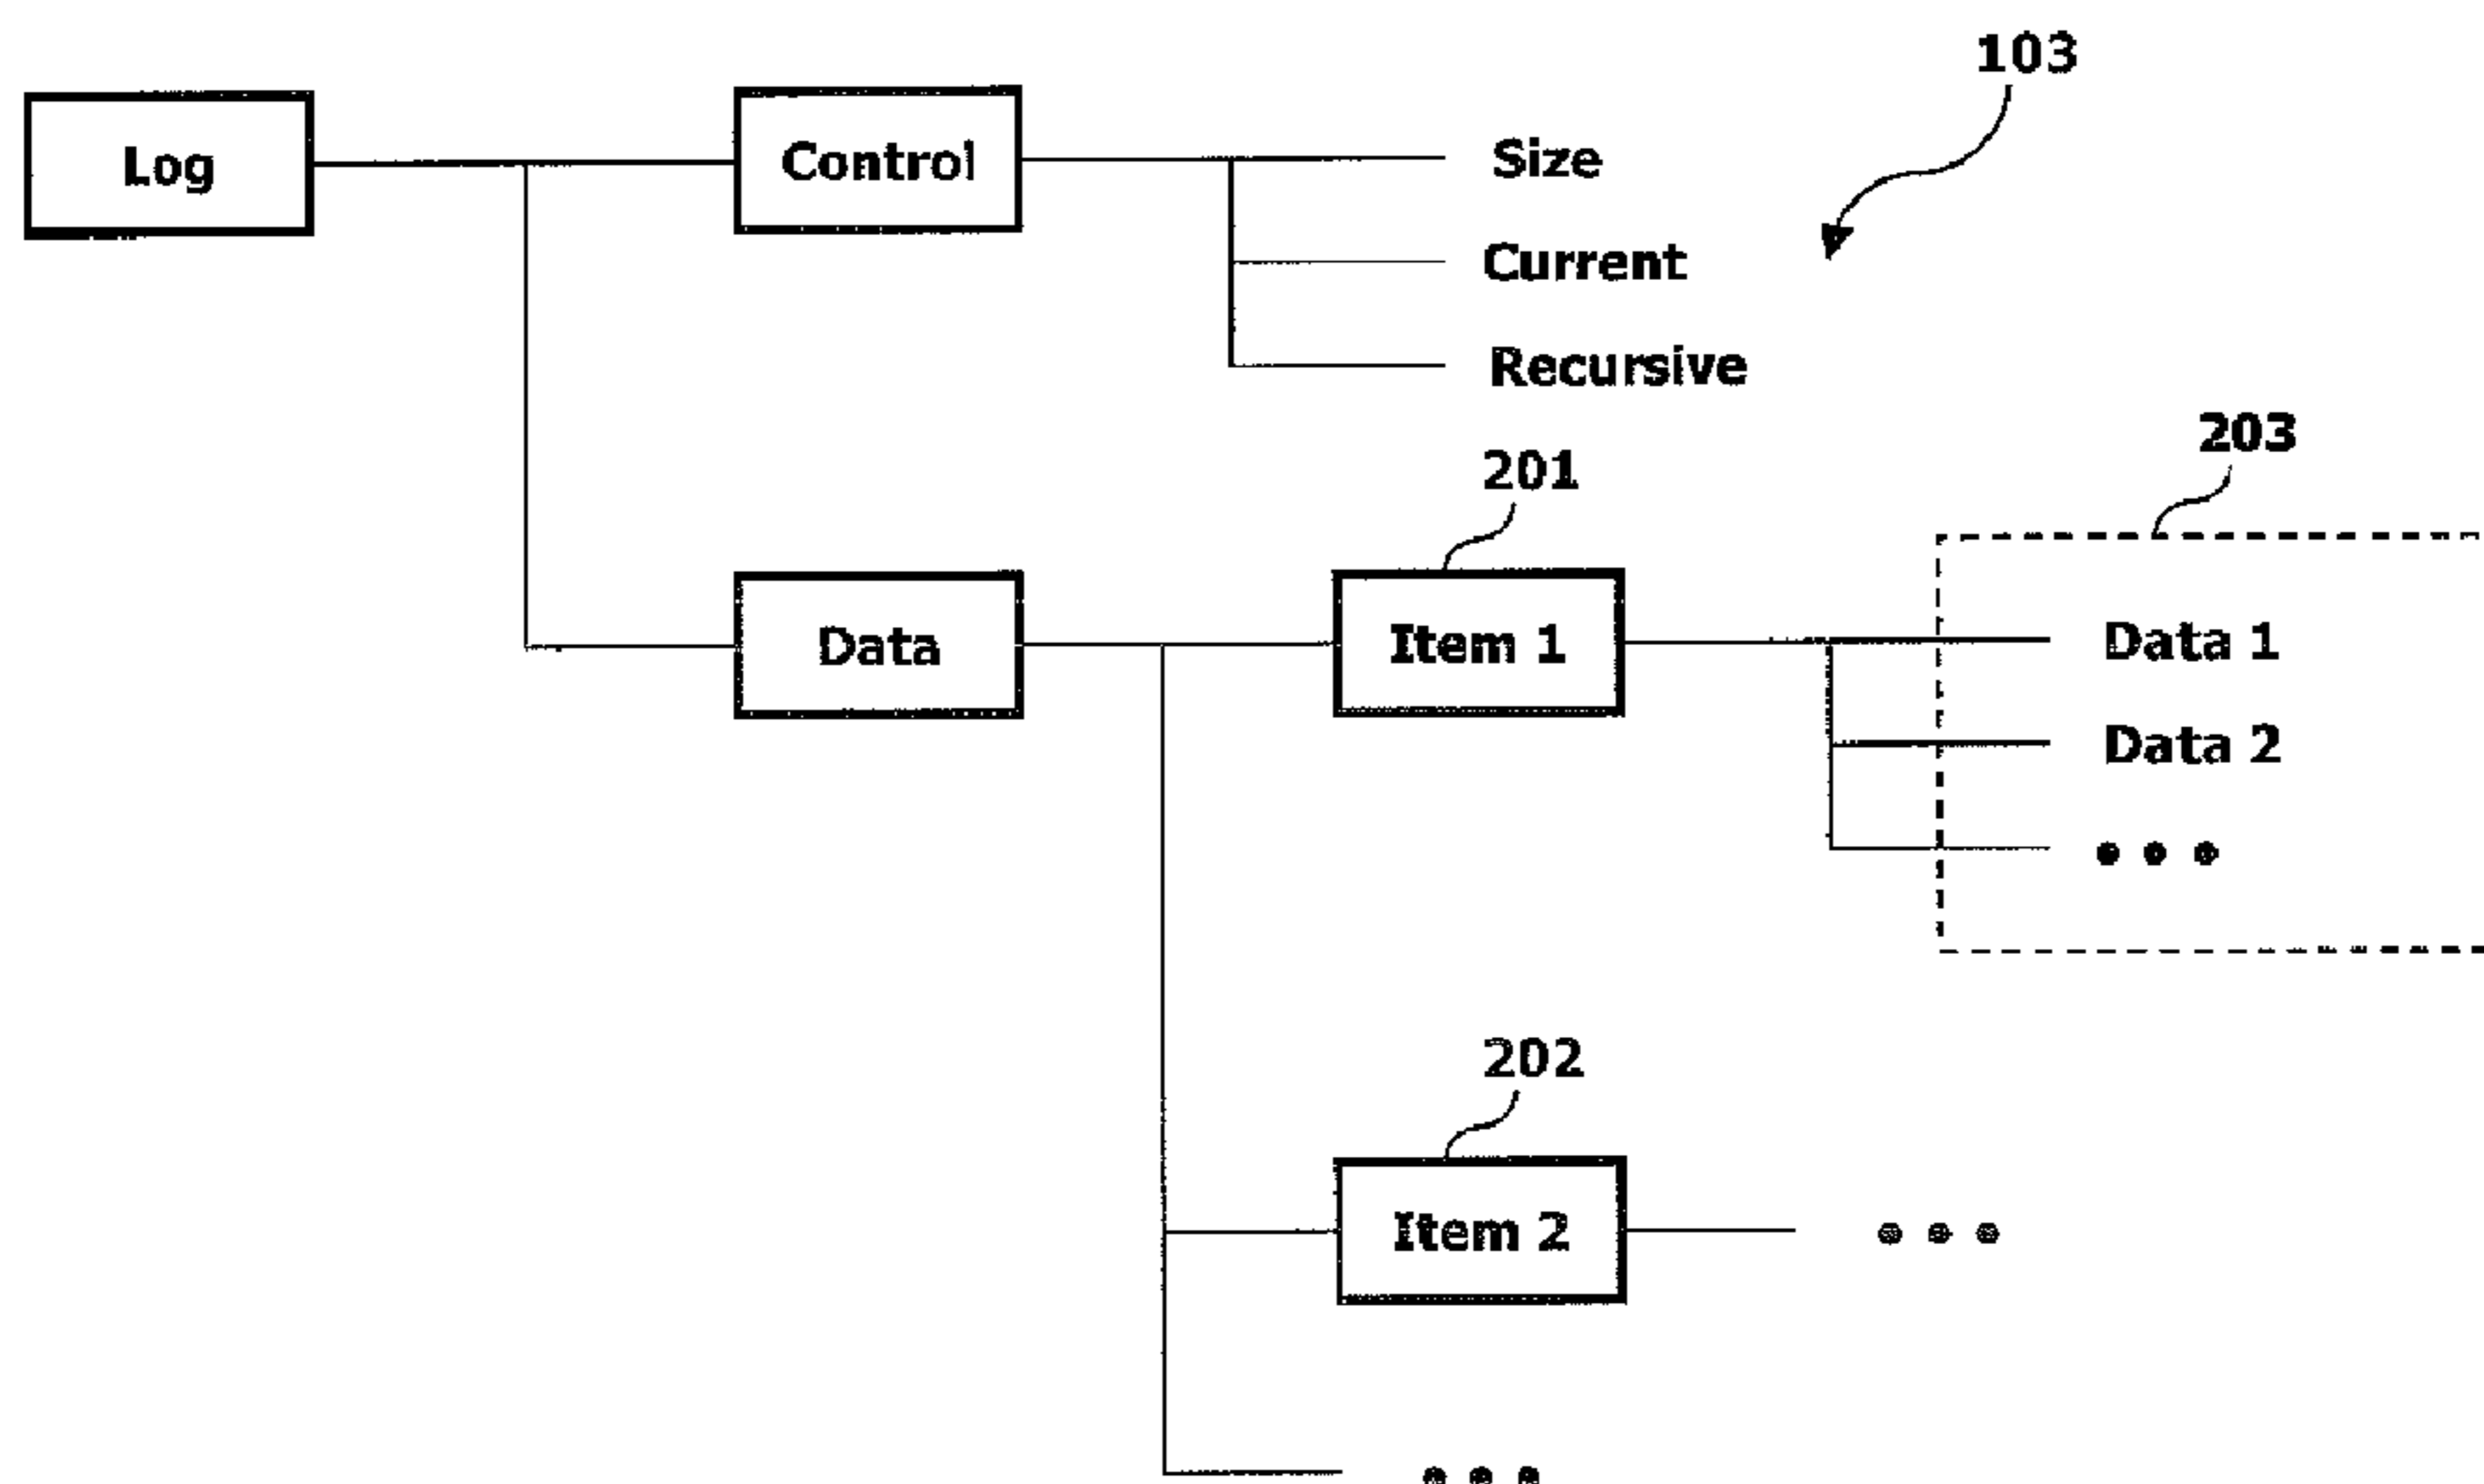 103
Log
Control
Size
Current
Recursive
203
201
Data
Item 1
Data 1
Data 2
• • •
202
Item 2
• • •
• • •